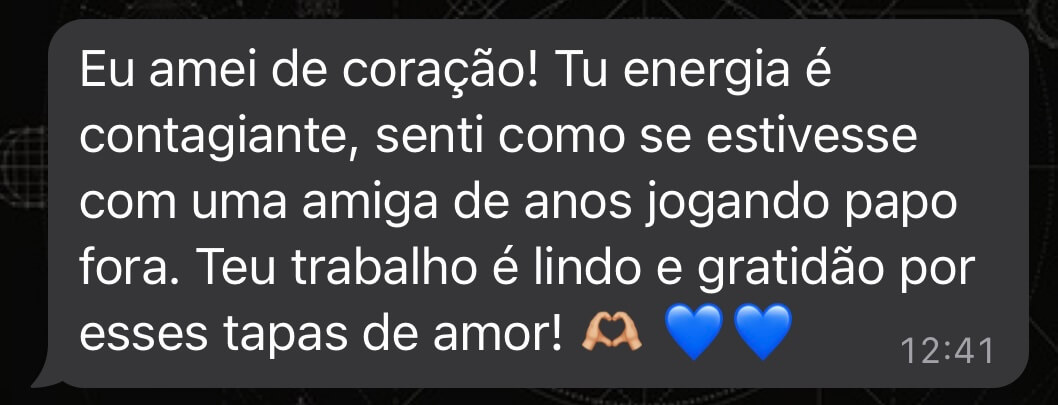 Eu amei de coração! Tu energia é
contagiante, senti como se estivesse
com uma amiga de anos jogando papo
fora. Teu trabalho é lindo e gratidão por
esses tapas de amor! 🫶🏼 💙💙
12:41